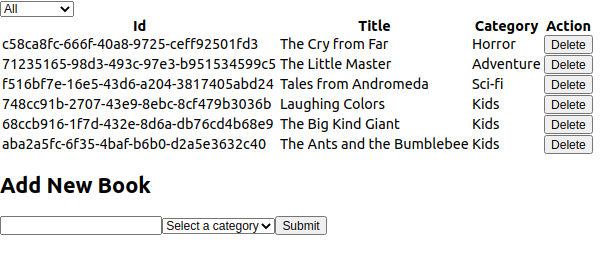 All
Id Title Category Action
c58ca8fc-666f-40a8-9725-ceff92501fd3 The Cry from Far Horror Delete
71235165-98d3-493c-97e3-b951534599c5 The Little Master Adventure Delete
f516bf7e-16e5-43d6-a204-3817405abd24 Tales from Andromeda Sci-fi Delete
748cc91b-2707-43e9-8ebc-8cf479b3036b Laughing Colors Kids Delete
68ccb916-1f7d-432e-8d6a-db76cd4b68e9 The Big Kind Giant Kids Delete
aba2a5fc-6f35-4baf-b6b0-d2a5e3632c40 The Ants and the Bumblebee Kids Delete
Add New Book
Select a category Submit